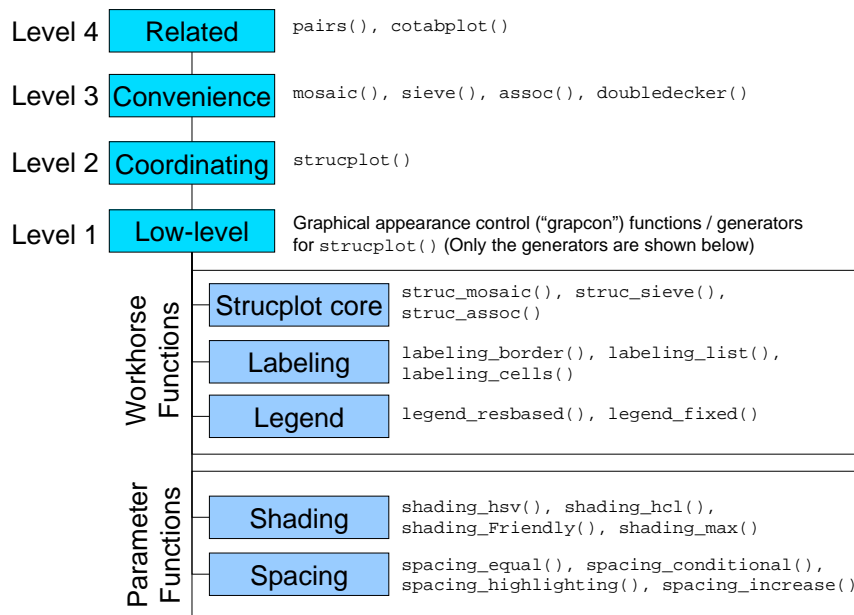 Level 4 Related pairs(), cotabplot()
Level 3 Convenience mosaic(), sieve(), assoc(), doubledecker()
Level 2 Coordinating strucplot()
Level 1 Low-level Graphical appearance control (“grapcon”) functions / generators
for strucplot() (Only the generators are shown below)
Workhorse
Functions
Strucplot core struc_mosaic(), struc_sieve(),
struc_assoc()
Labeling labeling_border(), labeling_list(),
labeling_cells()
Legend legend_resbased(), legend_fixed()
Parameter
Functions
Shading shading_hsv(), shading_hcl(),
shading_Friendly(), shading_max()
Spacing spacing_equal(), spacing_conditional(),
spacing_highlighting(), spacing_increase()